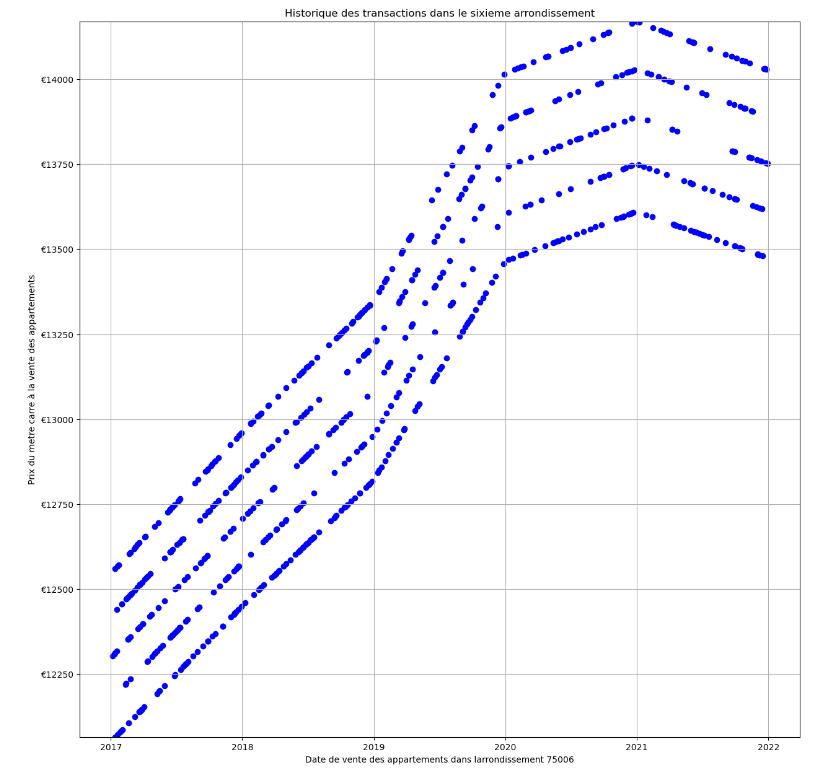 Historique des transactions dans le sixieme arrondissement
Prix du metre carre à la vente des appartements
€14000
€13750
€13500
€13250
€13000
€12750
€12500
€12250
2017 2018 2019 2020 2021 2022
Date de vente des appartements dans larrondissement 75006